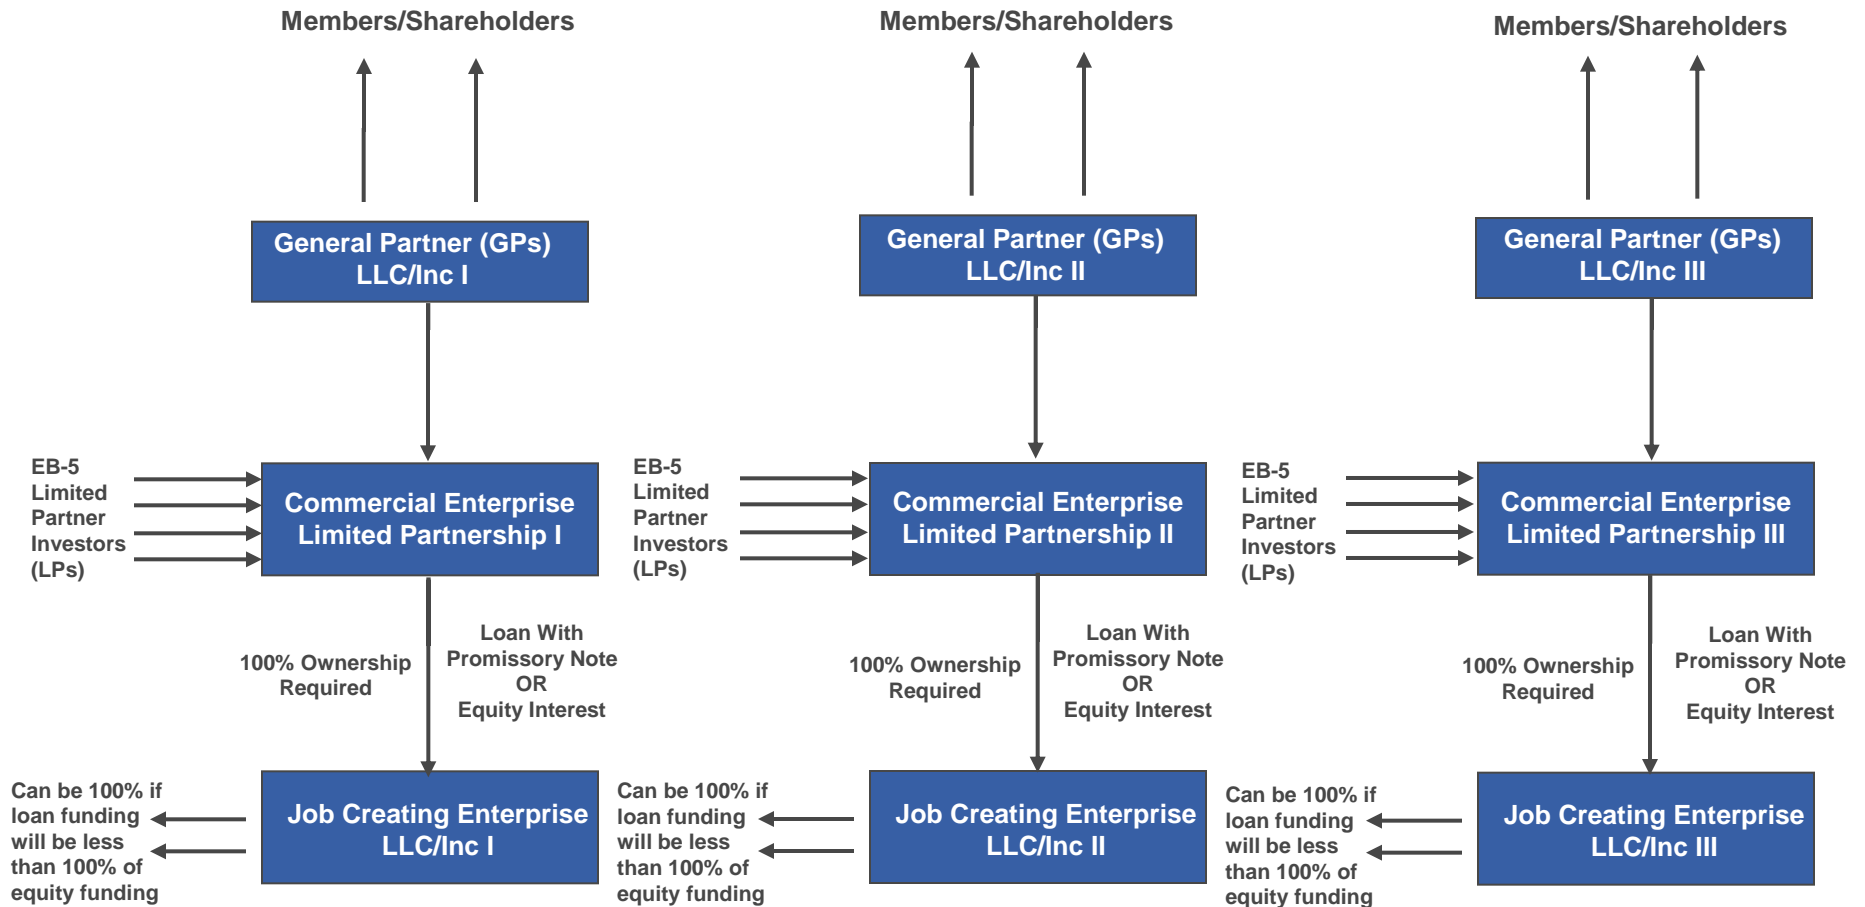 Members/Shareholders
General Partner (GPs)
LLC/Inc I
EB-5
Limited
Partner
Investors
(LPs)
Commercial Enterprise
Limited Partnership I
100% Ownership
Required
Loan With
Promissory Note
OR
Equity Interest
Can be 100% if
loan funding
will be less
than 100% of
equity funding
Job Creating Enterprise
LLC/Inc I
Members/Shareholders
General Partner (GPs)
LLC/Inc II
EB-5
Limited
Partner
Investors
(LPs)
Commercial Enterprise
Limited Partnership II
100% Ownership
Required
Loan With
Promissory Note
OR
Equity Interest
Can be 100% if
loan funding
will be less
than 100% of
equity funding
Job Creating Enterprise
LLC/Inc II
Members/Shareholders
General Partner (GPs)
LLC/Inc III
EB-5
Limited
Partner
Investors
(LPs)
Commercial Enterprise
Limited Partnership III
100% Ownership
Required
Loan With
Promissory Note
OR
Equity Interest
Can be 100% if
loan funding
will be less
than 100% of
equity funding
Job Creating Enterprise
LLC/Inc III